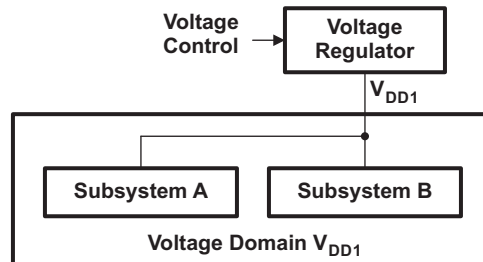 Voltage
Control
Voltage
Regulator
VDD1
Subsystem A
Subsystem B
Voltage Domain VDD1